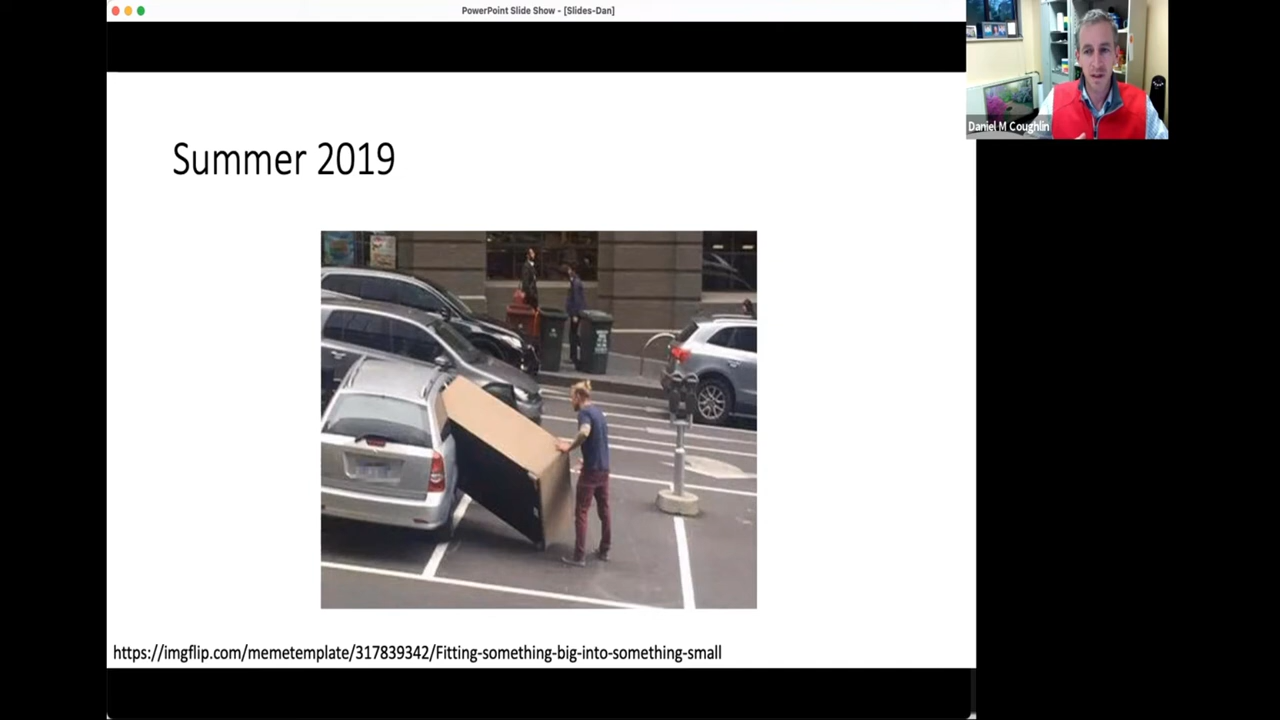 PowerPoint Slide Show - [Slides-Dan]
Daniel M Coughlin
Summer 2019
https://imgflip.com/memetemplate/317839342/Fitting-something-big-into-something-small